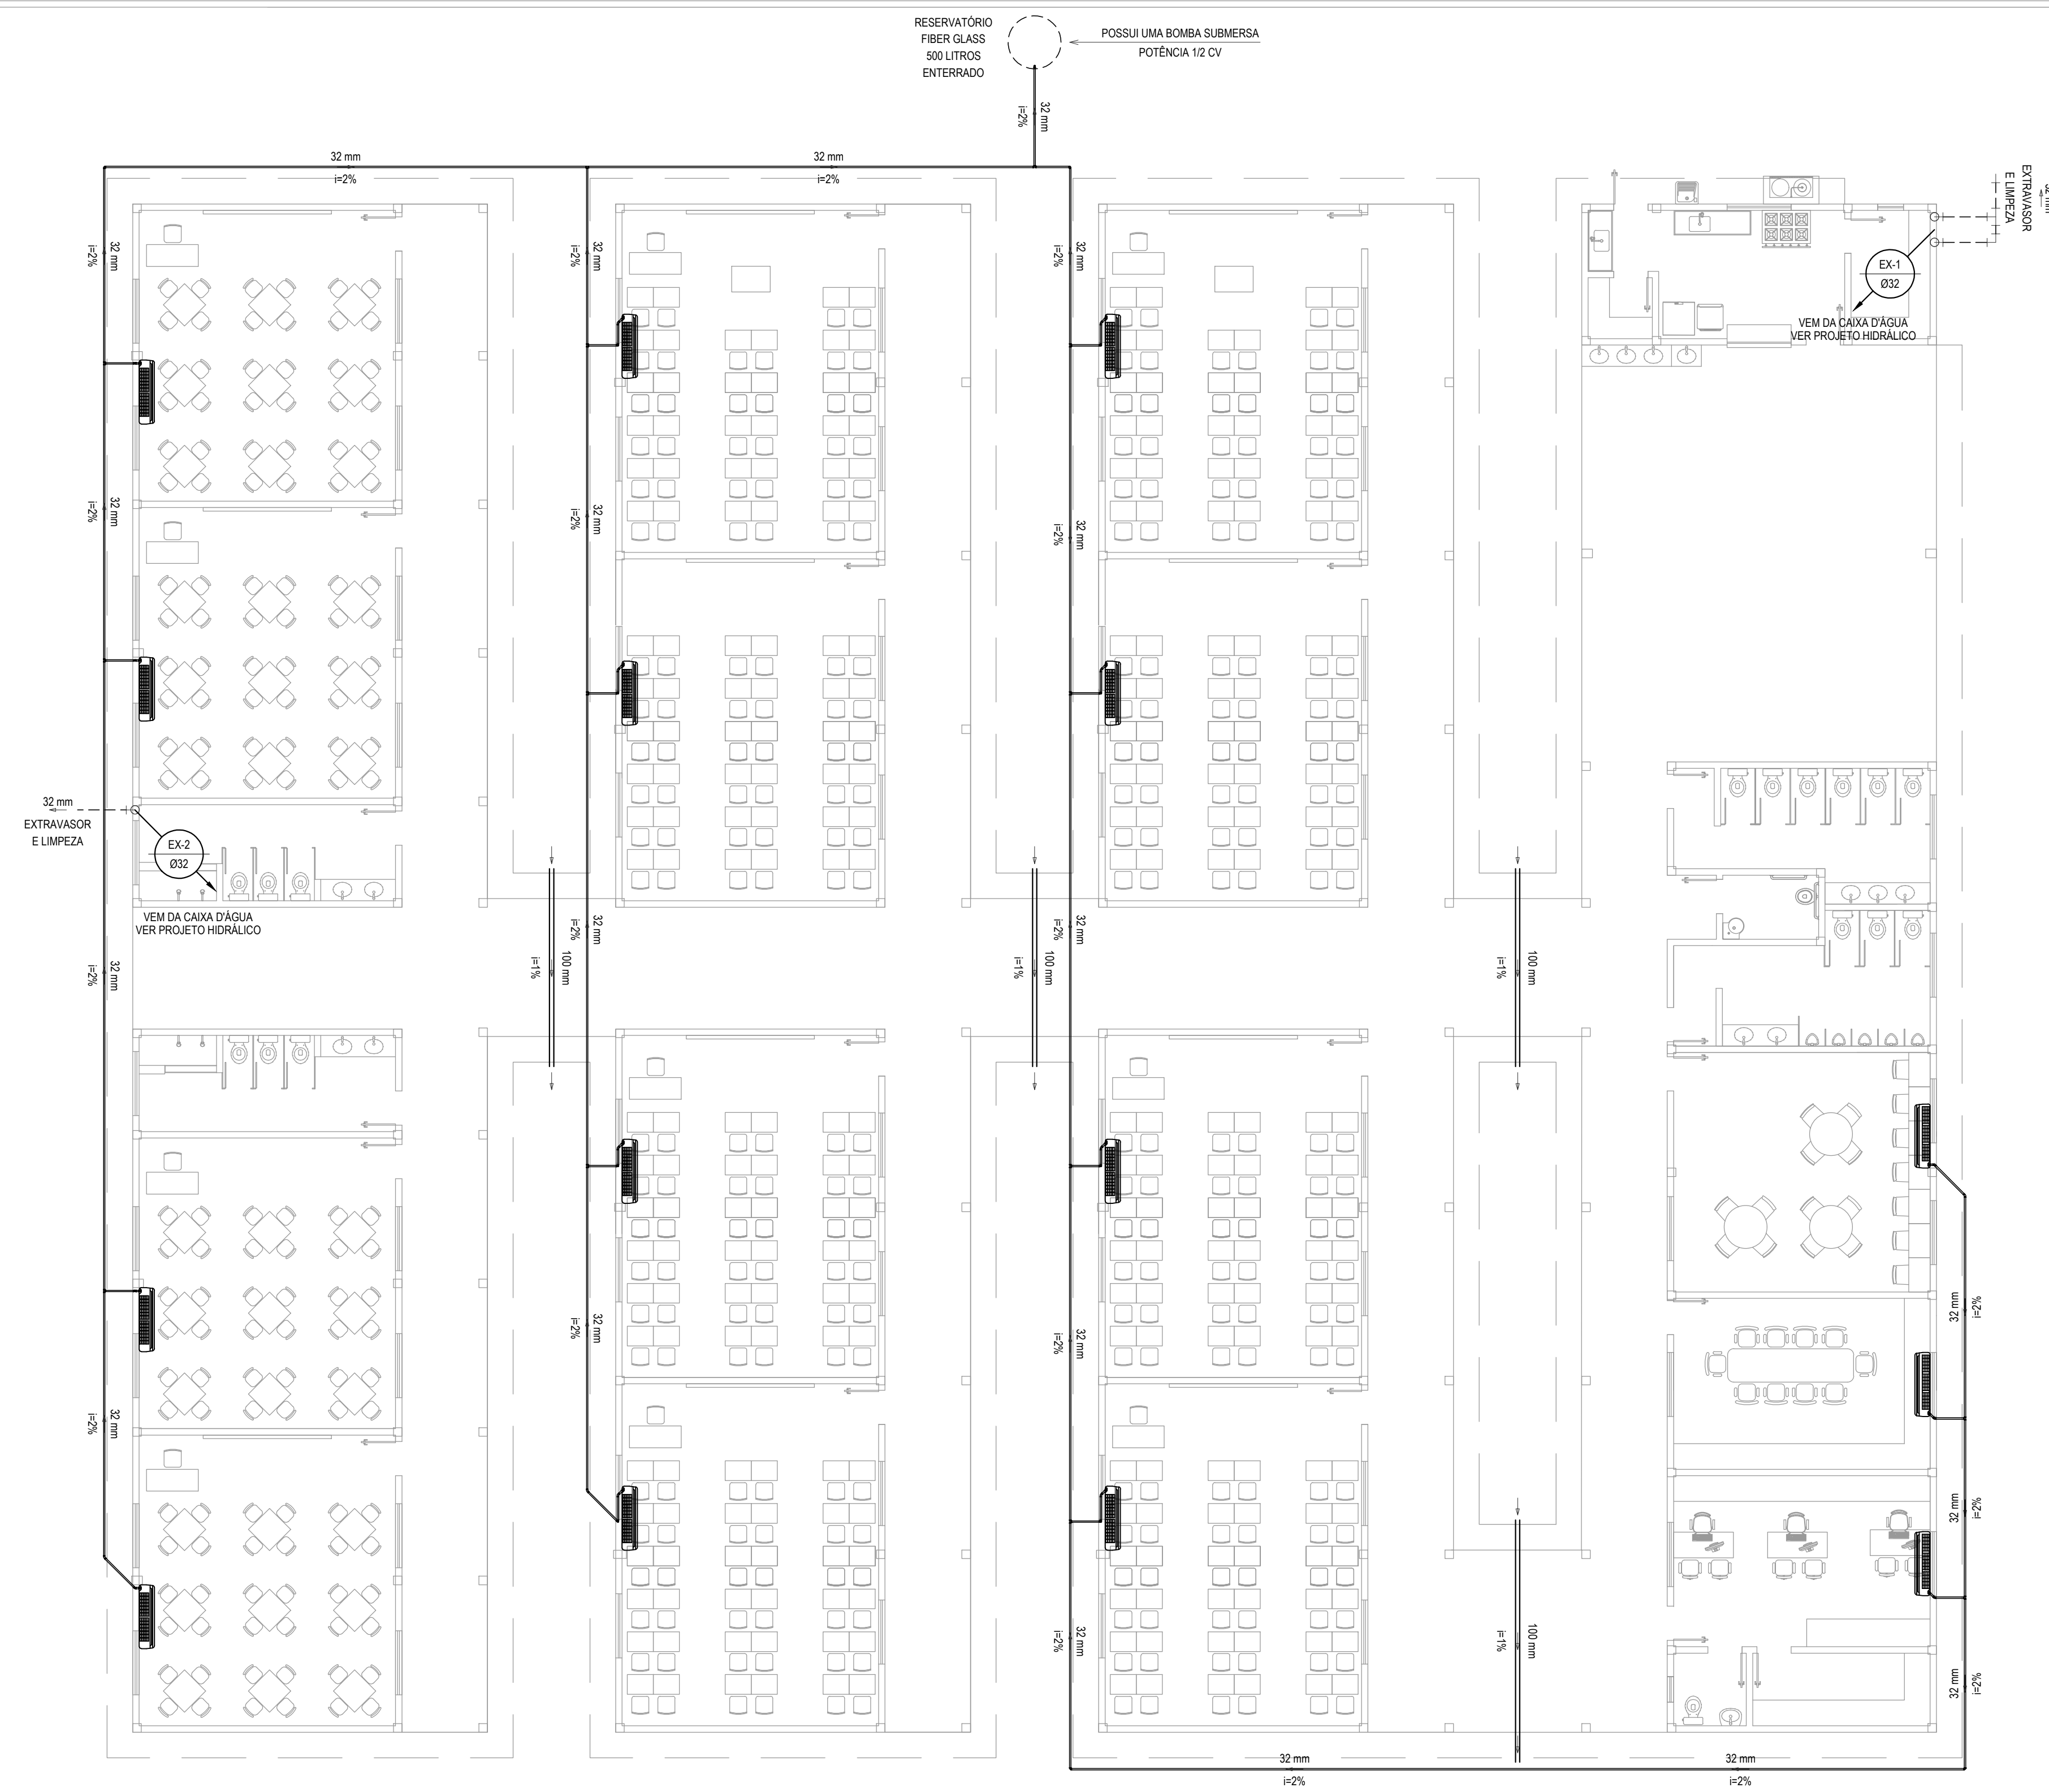 RESERVATÓRIO
FIBER GLASS
500 LITROS
ENTERRADO
POSSUI UMA BOMBA SUBMERSA
POTÊNCIA 1/2 CV
32 mm
i=2%
32 mm
i=2%
32 mm
i=2%
EXTRAVASOR
E LIMPEZA
32 mm
32 mm
i=2%
32 mm
i=2%
32 mm
i=2%
EX-1
Ø32
VEM DA CAIXA D'ÁGUA
VER PROJETO HIDRÁLICO
32 mm
i=2%
32 mm
i=2%
32 mm
i=2%
32 mm
EXTRAVASOR
E LIMPEZA
EX-2
Ø32
VEM DA CAIXA D'ÁGUA
VER PROJETO HIDRÁLICO
32 mm
i=2%
100 mm
i=1%
32 mm
i=2%
100 mm
i=1%
32 mm
i=2%
100 mm
i=1%
32 mm
i=2%
32 mm
i=2%
32 mm
i=2%
32 mm
i=2%
32 mm
i=2%
32 mm
i=2%
100 mm
i=1%
32 mm
i=2%
32 mm
i=2%
32 mm
i=2%